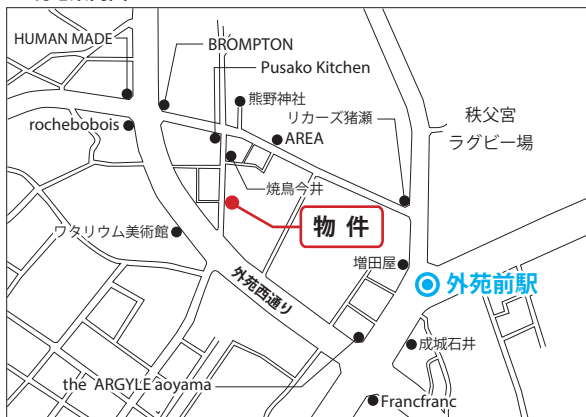 HUMAN MADE
BROMPTON
Pusako Kitchen
熊野神社
リカーズ猪瀬
秩父宮
ラグビー場
rochebobois
AREA
焼鳥今井
物件
ワタリウム美術館
増田屋
外苑西通り
外苑前駅
成城石井
the ARGYLE aoyama
Francfranc